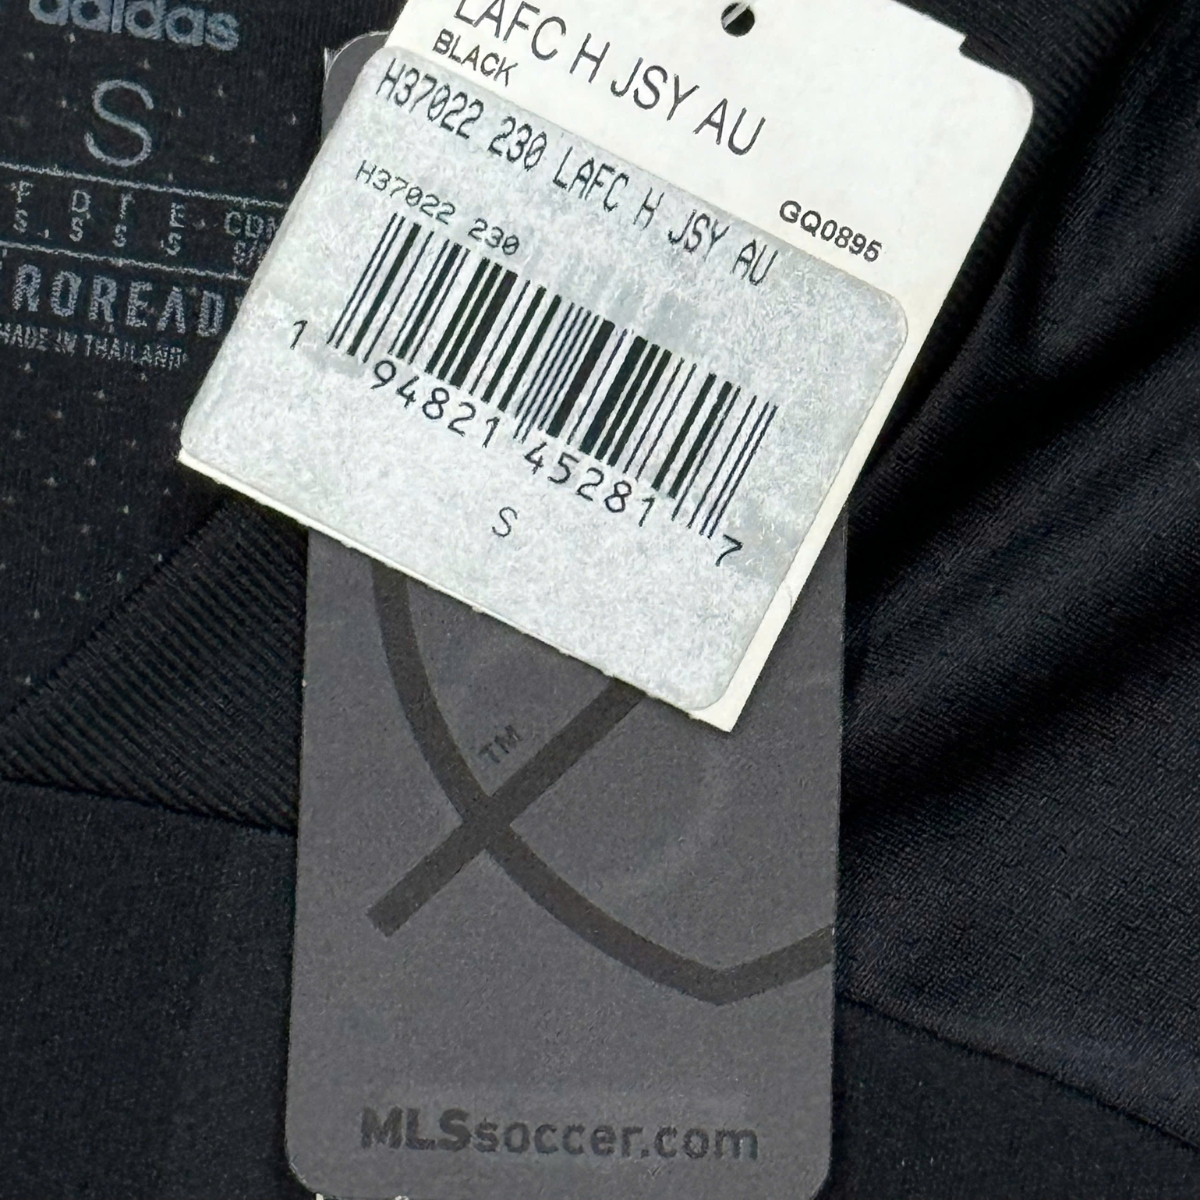 adidas
S
F D I E
S S S S
MADE IN THAILAND
LAFC H JSY AU
BLACK
GQ0895
H37022 230 LAFC H JSY AU
H37022 230
1 94821 45281 7
S
TM
MLSsoccer.com